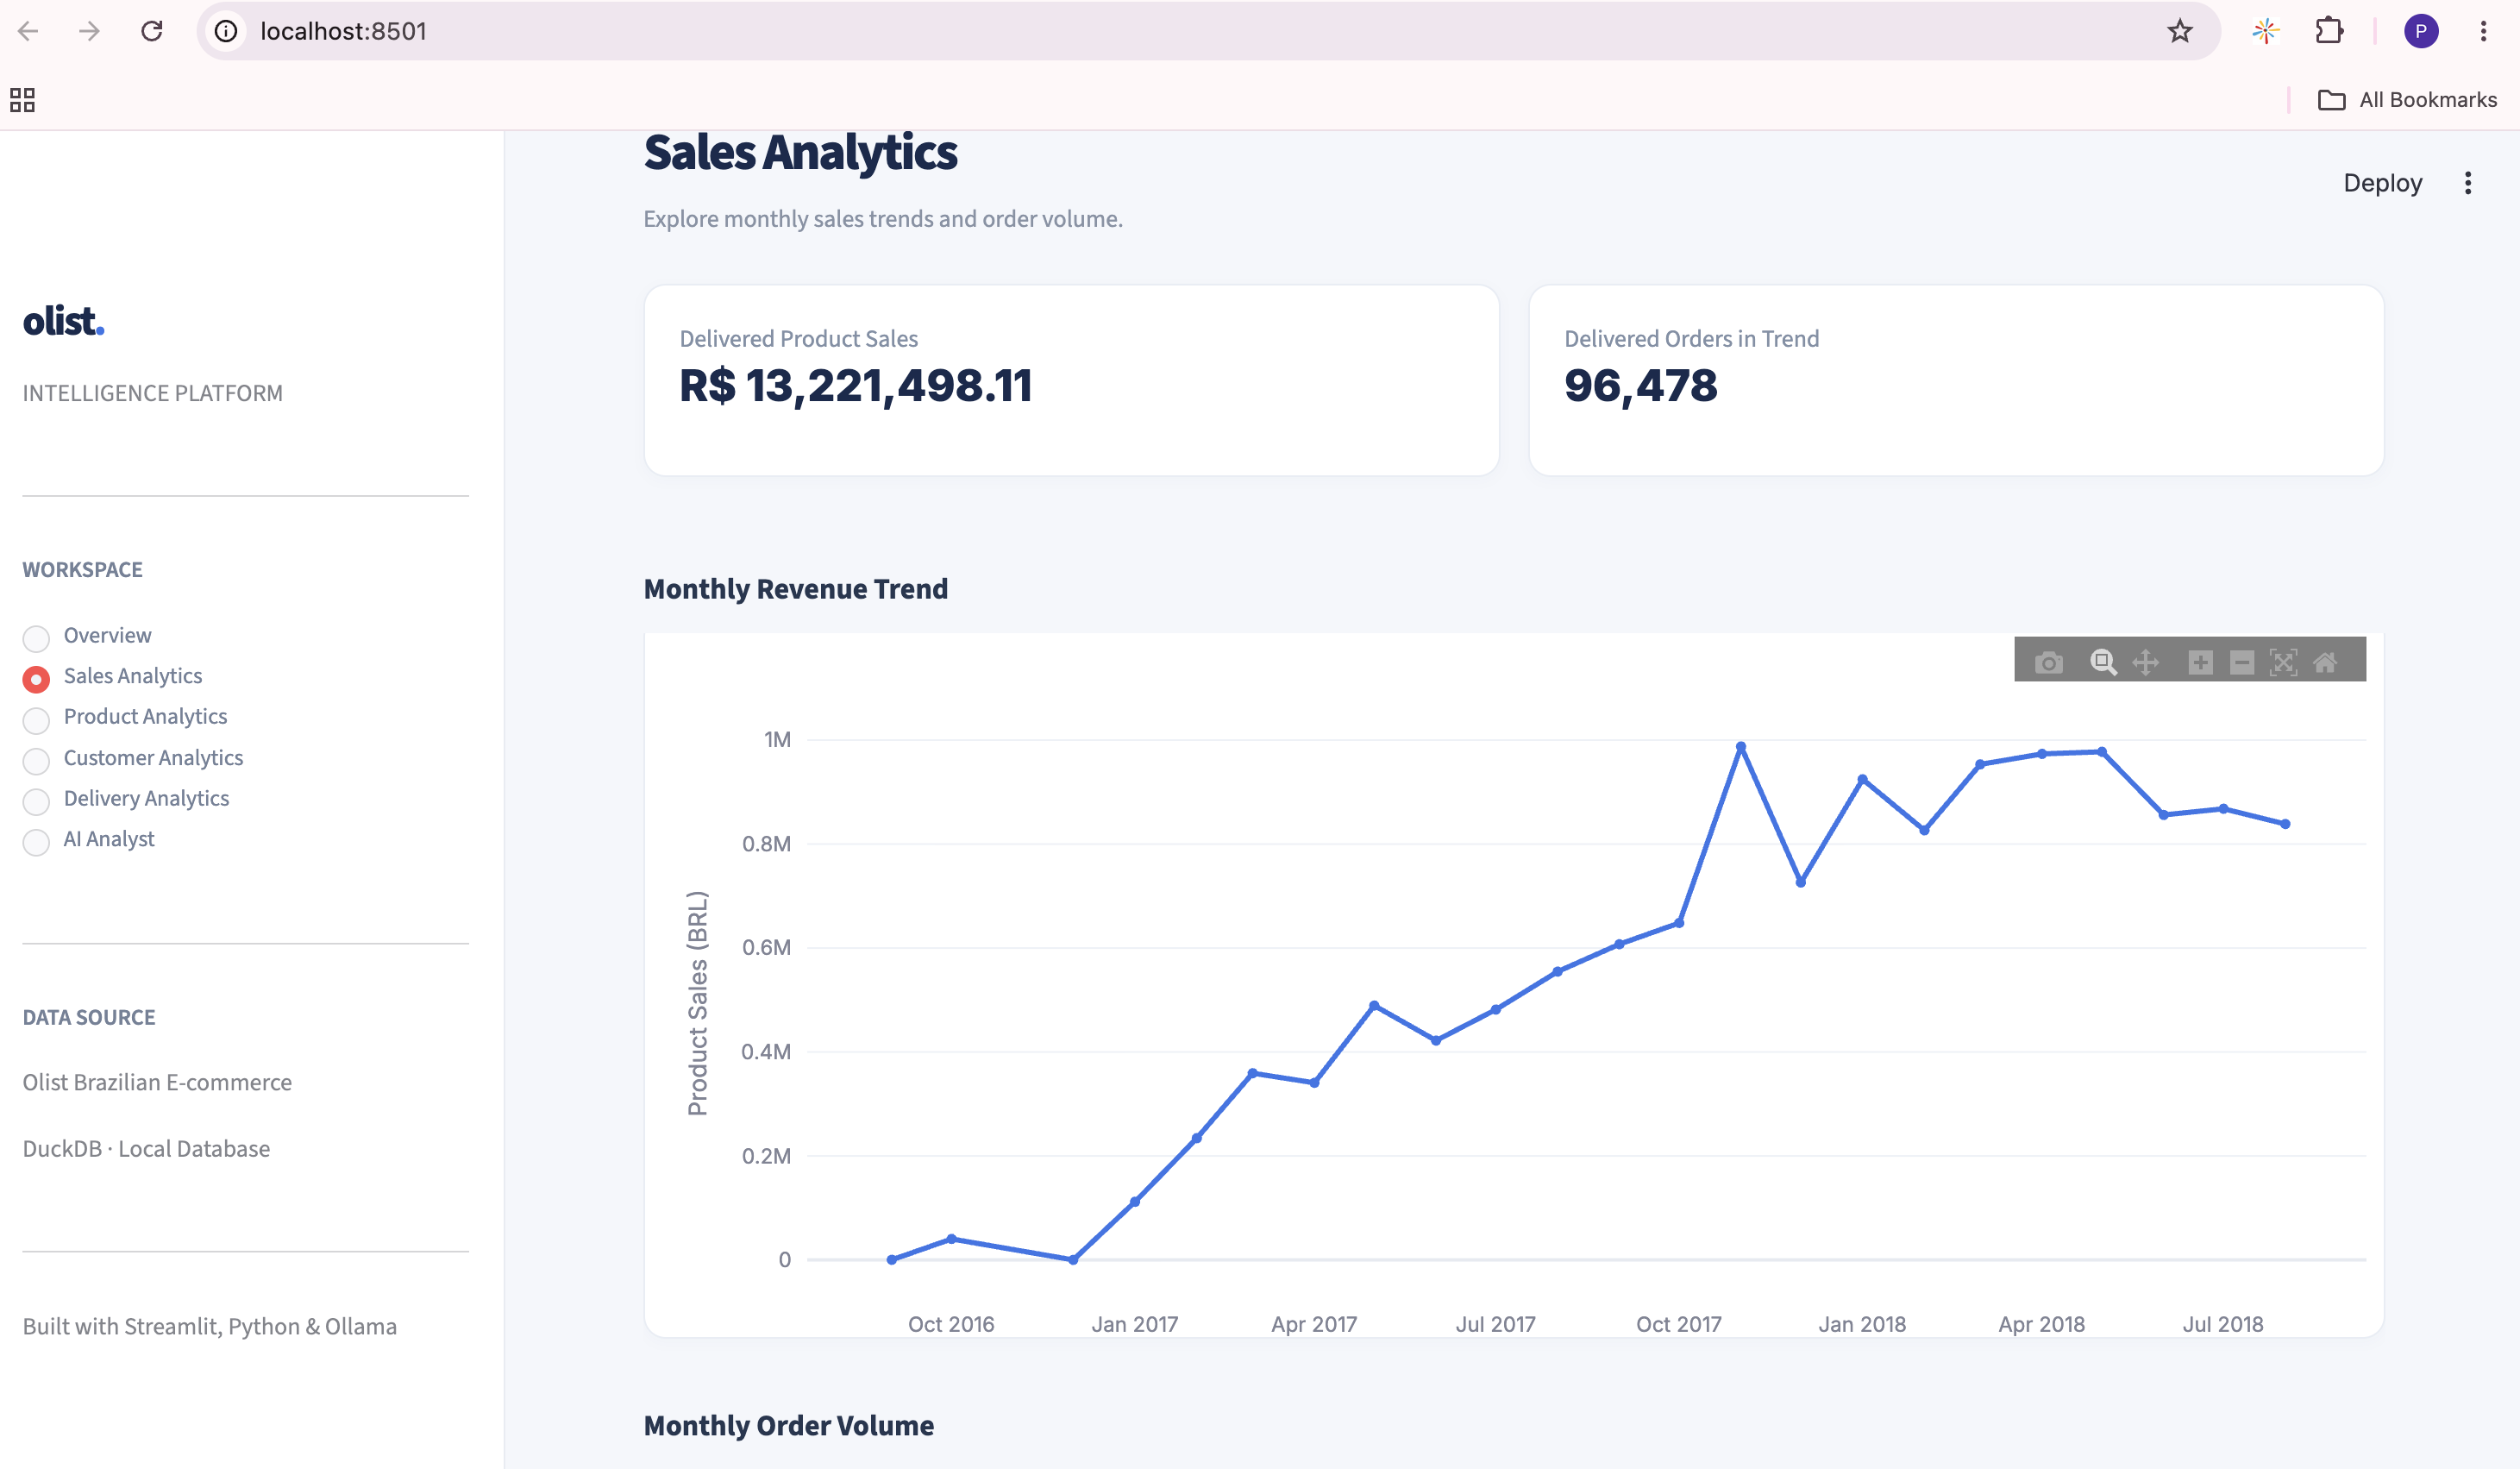 localhost:8501
P
All Bookmarks
olist.
INTELLIGENCE PLATFORM
WORKSPACE
Overview
Sales Analytics
Product Analytics
Customer Analytics
Delivery Analytics
AI Analyst
DATA SOURCE
Olist Brazilian E-commerce
DuckDB · Local Database
Built with Streamlit, Python & Ollama
Sales Analytics
Deploy
Explore monthly sales trends and order volume.
Delivered Product Sales
R$ 13,221,498.11
Delivered Orders in Trend
96,478
Monthly Revenue Trend
Product Sales (BRL)
1M
0.8M
0.6M
0.4M
0.2M
0
Oct 2016 Jan 2017 Apr 2017 Jul 2017 Oct 2017 Jan 2018 Apr 2018 Jul 2018
Monthly Order Volume